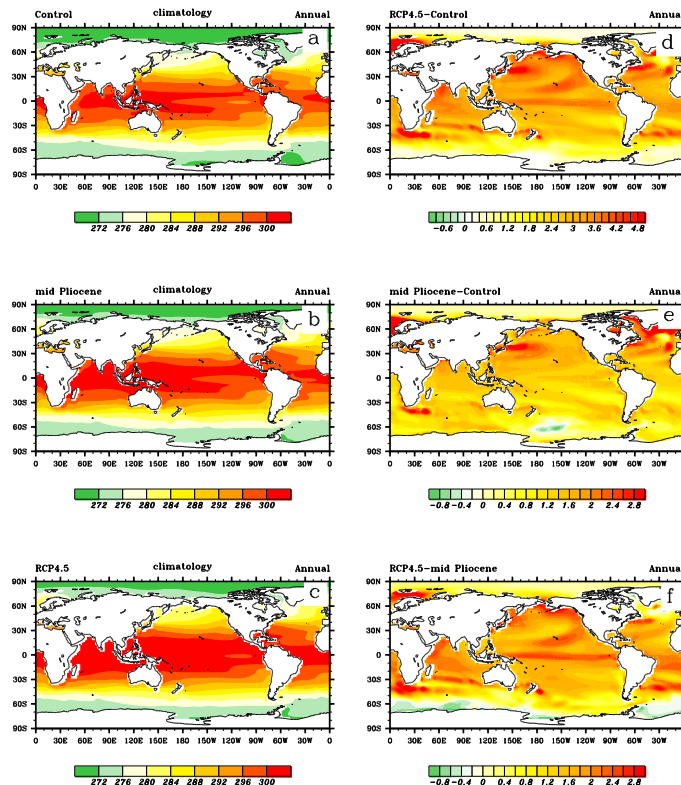 Control climatology Annual
a
90N
60N
30N
0
30S
60S
90S
0 30E 60E 90E 120E 150E 180 150W 120W 90W 60W 30W 0
272 276 280 284 288 292 296 300
RCP4.5-Control Annual
d
90N
60N
30N
0
30S
60S
90S
0 30E 60E 90E 120E 150E 180 150W 120W 90W 60W 30W
-0.6 0 0.6 1.2 1.8 2.4 3 3.6 4.2 4.8
mid Pliocene climatology Annual
b
90N
60N
30N
0
30S
60S
90S
0 30E 60E 90E 120E 150E 180 150W 120W 90W 60W 30W 0
272 276 280 284 288 292 296 300
mid Pliocene-Control Annual
e
90N
60N
30N
0
30S
60S
90S
0 30E 60E 90E 120E 150E 180 150W 120W 90W 60W 30W
-0.8 -0.4 0 0.4 0.8 1.2 1.6 2 2.4 2.8
RCP4.5 climatology Annual
c
90N
60N
30N
0
30S
60S
90S
0 30E 60E 90E 120E 150E 180 150W 120W 90W 60W 30W 0
272 276 280 284 288 292 296 300
RCP4.5-mid Pliocene Annual
f
90N
60N
30N
0
30S
60S
90S
0 30E 60E 90E 120E 150E 180 150W 120W 90W 60W 30W
-0.8 -0.4 0 0.4 0.8 1.2 1.6 2 2.4 2.8